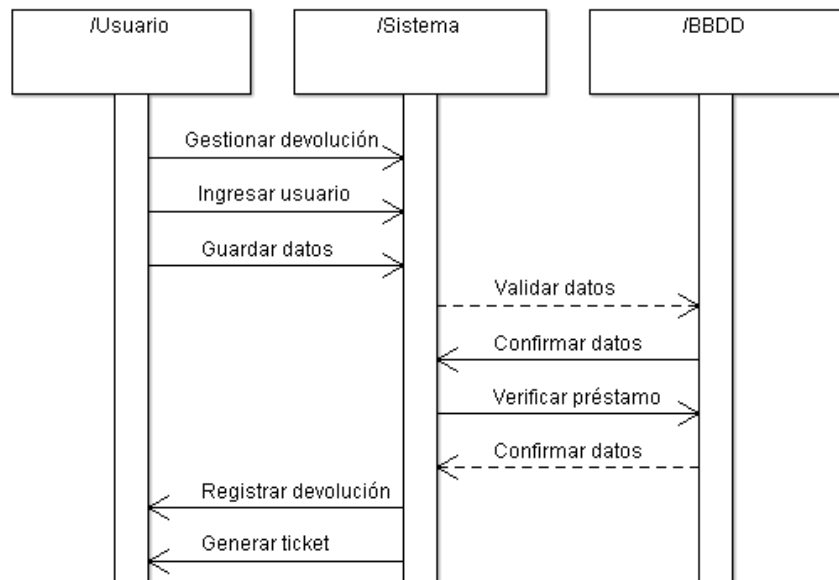 /Usuario
/Sistema
/BBDD
Gestionar devolución
Ingresar usuario
Guardar datos
Validar datos
Confirmar datos
Verificar préstamo
Confirmar datos
Registrar devolución
Generar ticket